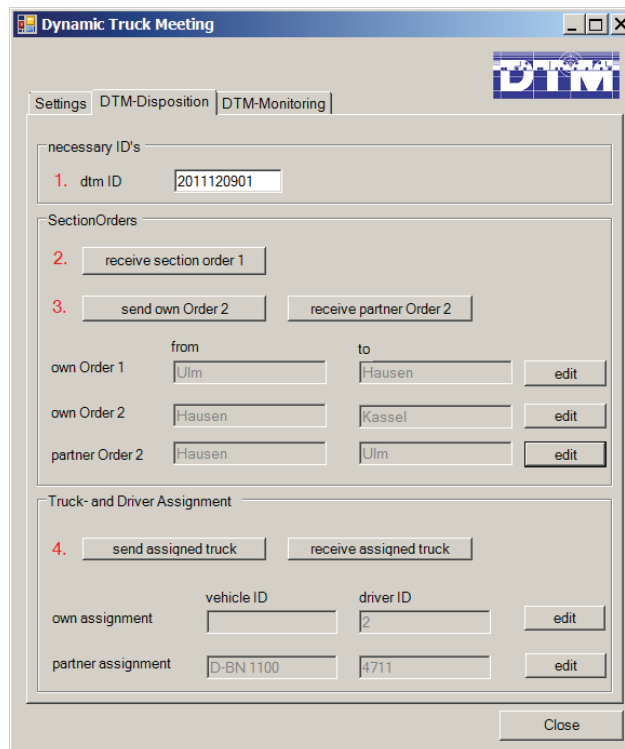 Dynamic Truck Meeting
DTM
Settings DTM-Disposition DTM-Monitoring
necessary ID's
1. dtm ID 2011120901
SectionOrders
2. receive section order 1
3. send own Order 2 receive partner Order 2
from to
own Order 1 Ulm Hausen edit
own Order 2 Hausen Kassel edit
partner Order 2 Hausen Ulm edit
Truck- and Driver Assignment
4. send assigned truck receive assigned truck
vehicle ID driver ID
own assignment 2 edit
partner assignment D-BN 1100 4711 edit
Close